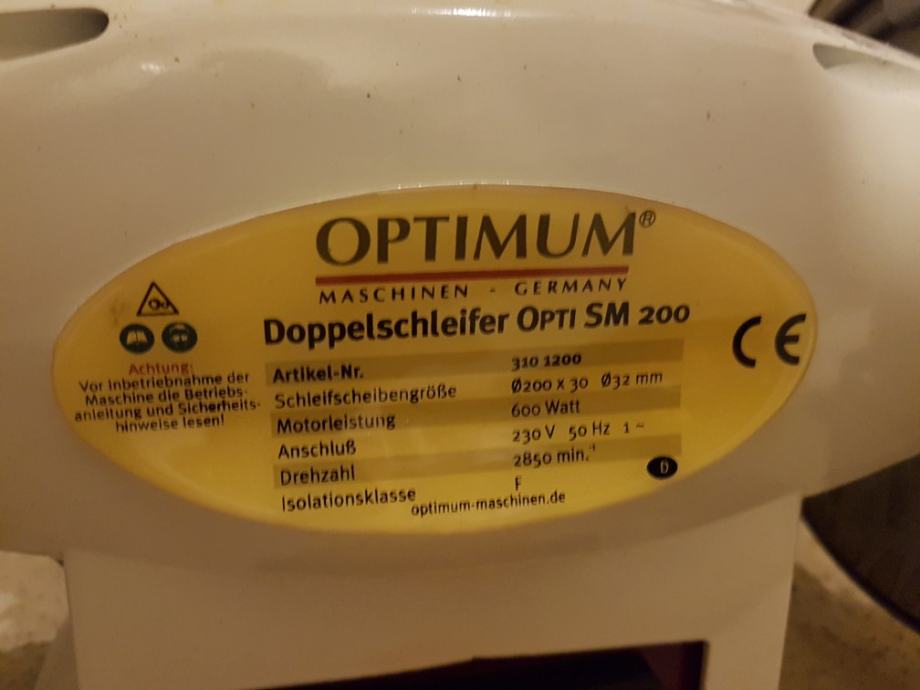 OPTIMUM®
MASCHINEN - GERMANY
Doppelschleifer OPTI SM 200
CE
Achtung:
Vor Inbetriebnahme der
Maschine die Betriebs-
anleitung und Sicherheits-
hinweise lesen!
Artikel-Nr. 310 1200
Schleifscheibengröße Ø200 x 30 Ø32 mm
Motorleistung 600 Watt
Anschluß 230 V 50 Hz 1 ~
Drehzahl 2850 min.⁻¹
Isolationsklasse F
optimum-maschinen.de